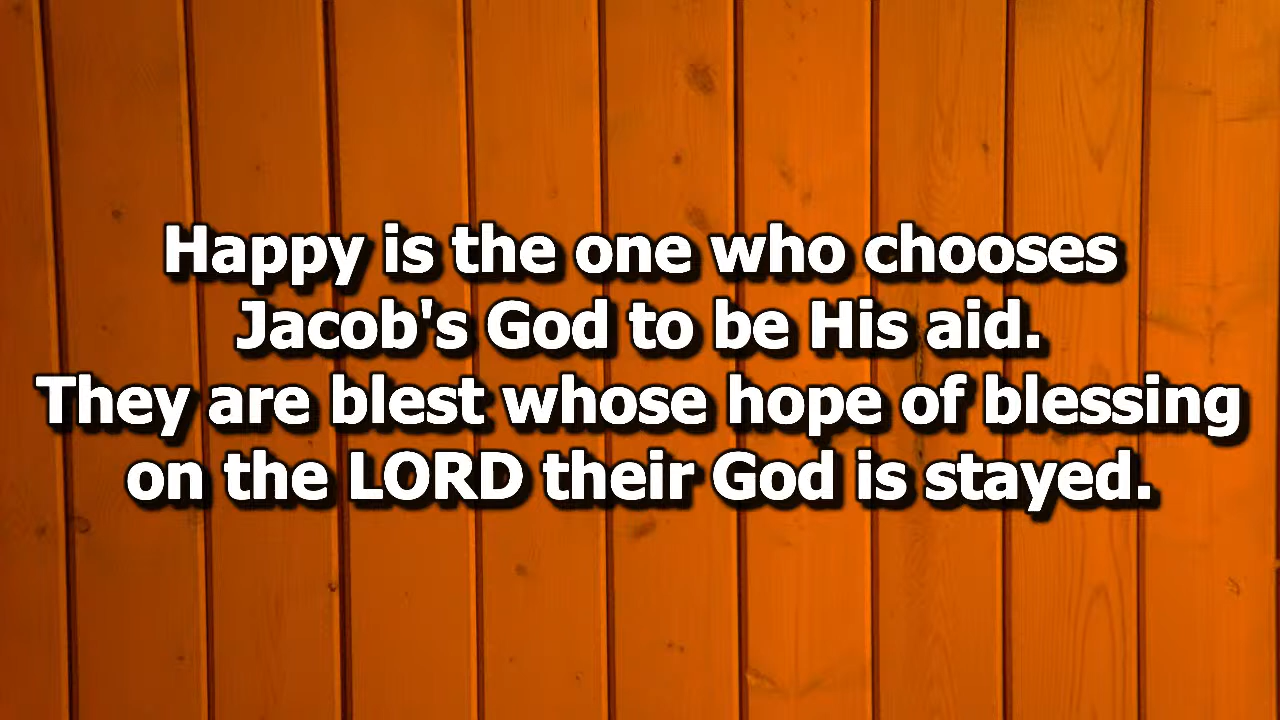 Happy is the one who chooses
Jacob's God to be His aid.
They are blest whose hope of blessing
on the LORD their God is stayed.